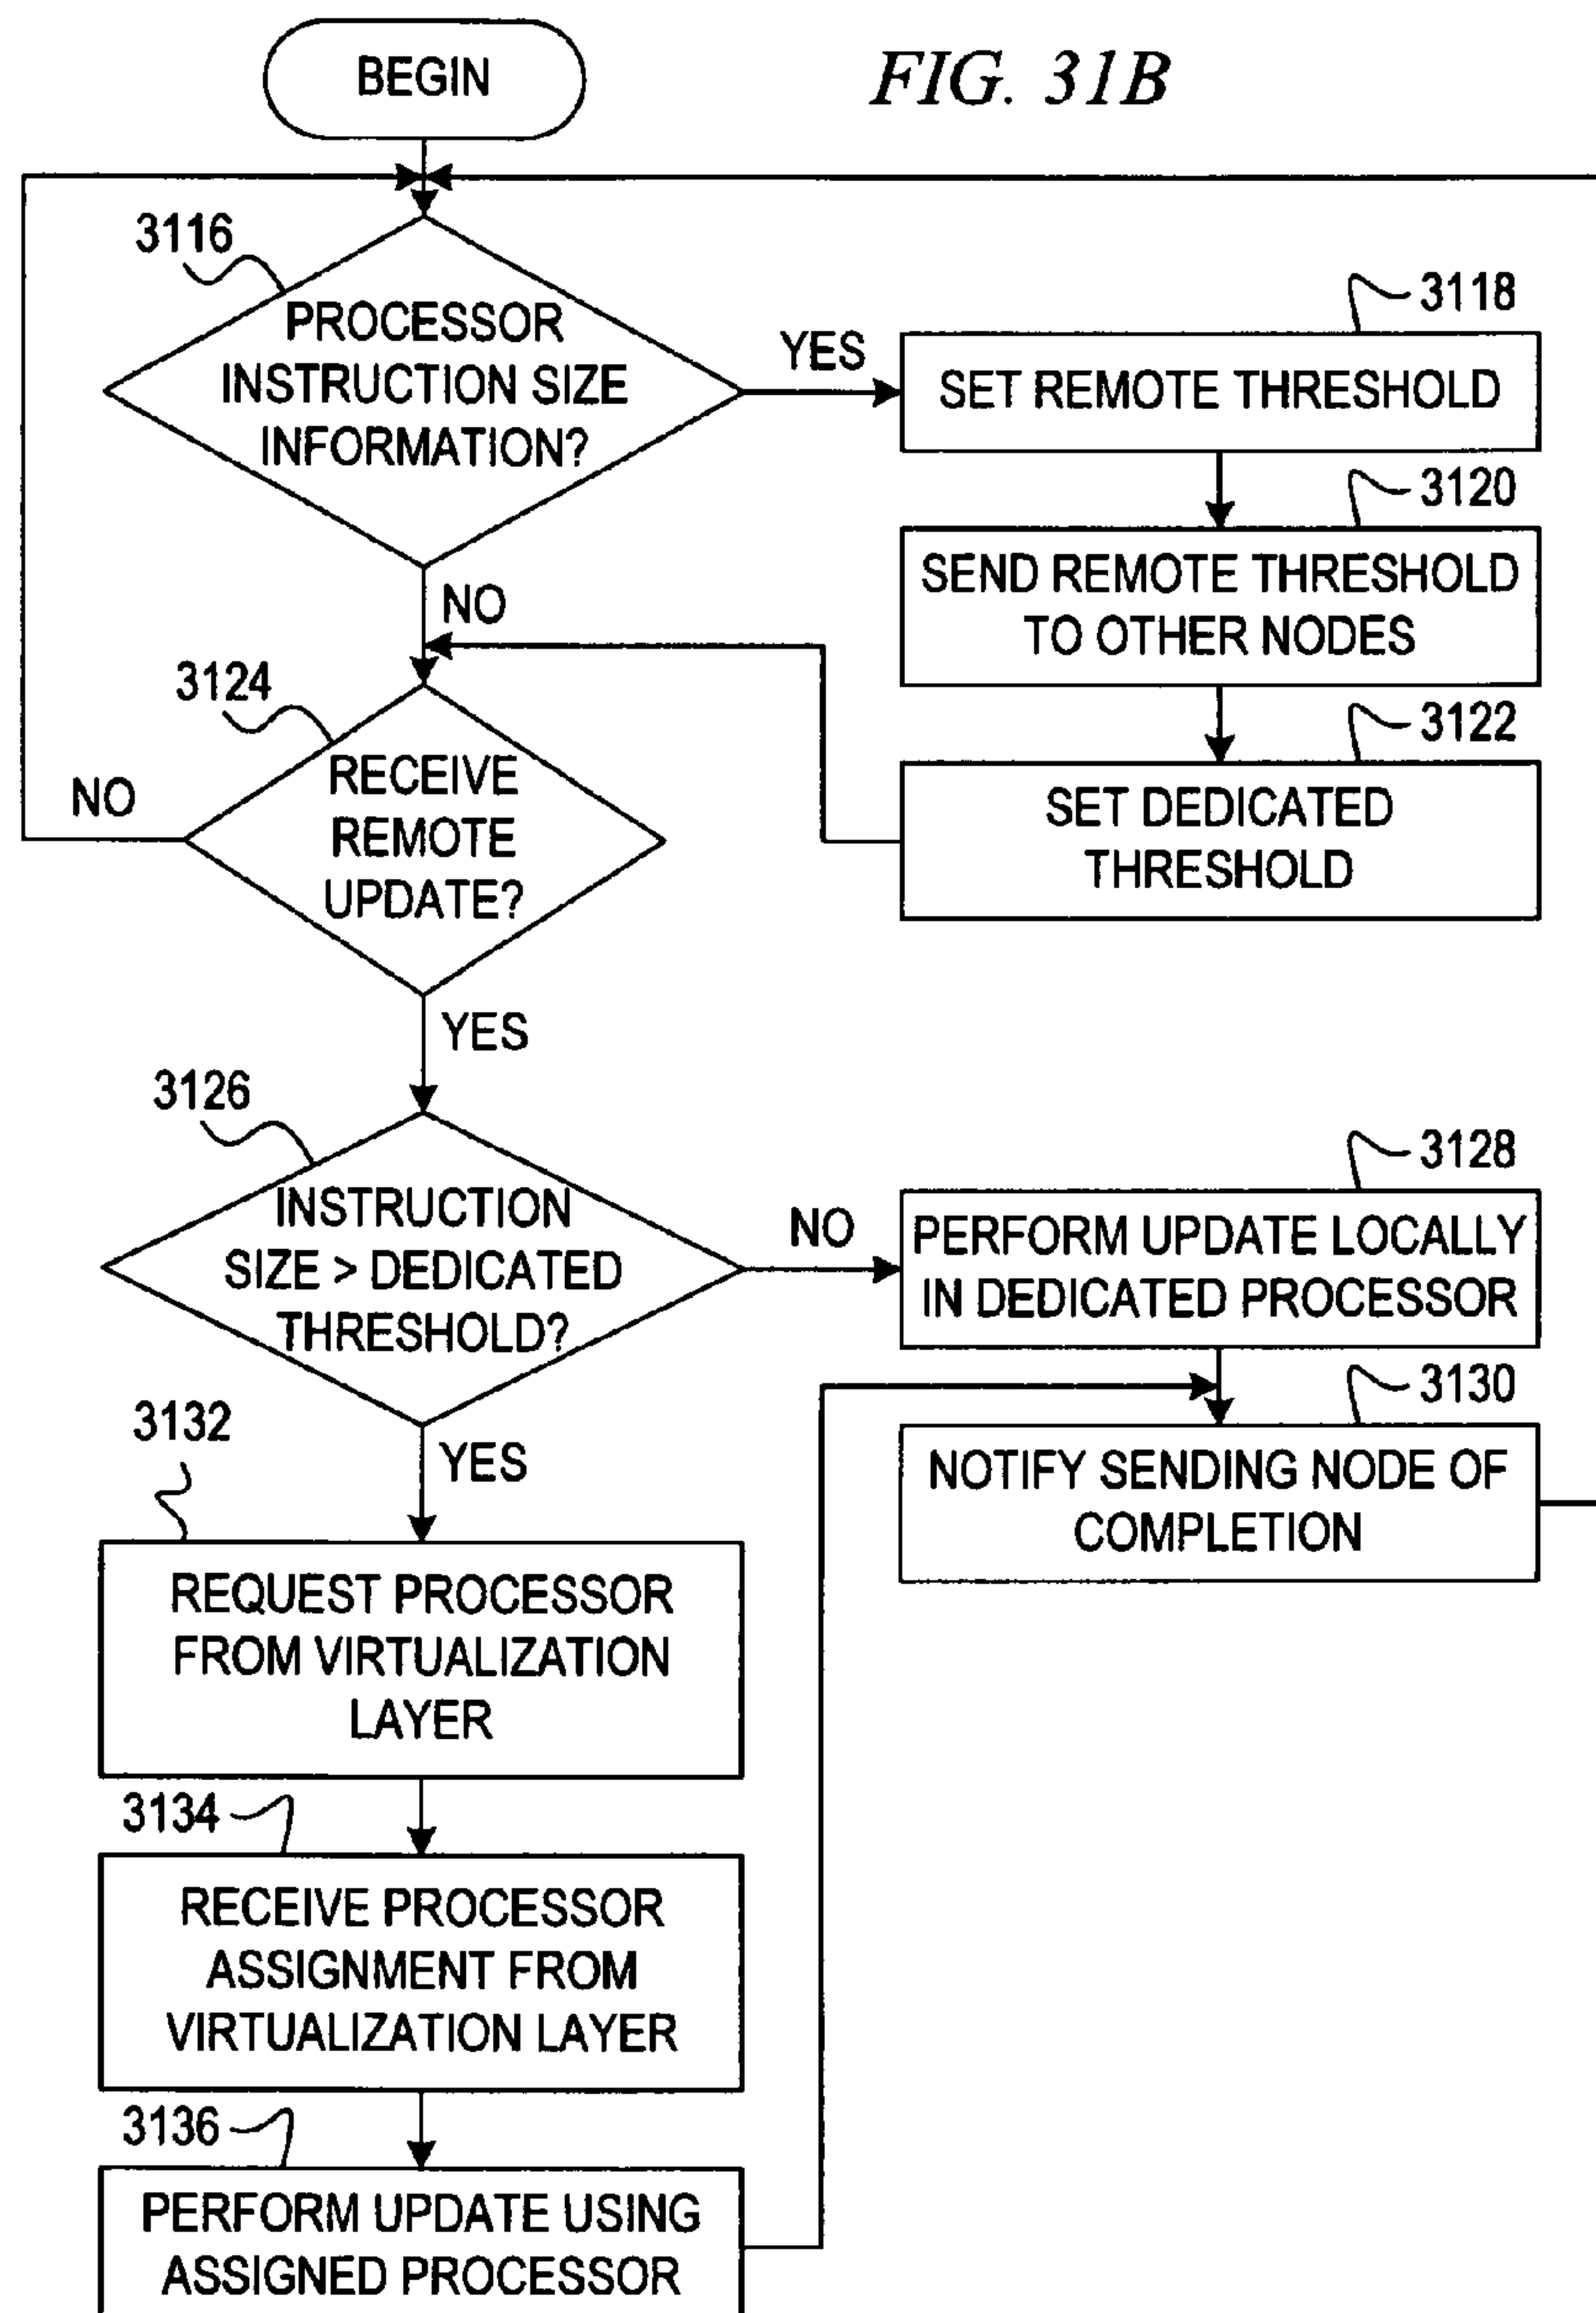 BEGIN
FIG. 31B
3116
PROCESSOR
INSTRUCTION SIZE
INFORMATION?
YES
3118
SET REMOTE THRESHOLD
3120
SEND REMOTE THRESHOLD
TO OTHER NODES
NO
3122
SET DEDICATED
THRESHOLD
3124
RECEIVE
REMOTE
UPDATE?
NO
YES
3126
INSTRUCTION
SIZE > DEDICATED
THRESHOLD?
NO
3128
PERFORM UPDATE LOCALLY
IN DEDICATED PROCESSOR
3130
NOTIFY SENDING NODE OF
COMPLETION
YES
3132
REQUEST PROCESSOR
FROM VIRTUALIZATION
LAYER
3134
RECEIVE PROCESSOR
ASSIGNMENT FROM
VIRTUALIZATION LAYER
3136
PERFORM UPDATE USING
ASSIGNED PROCESSOR